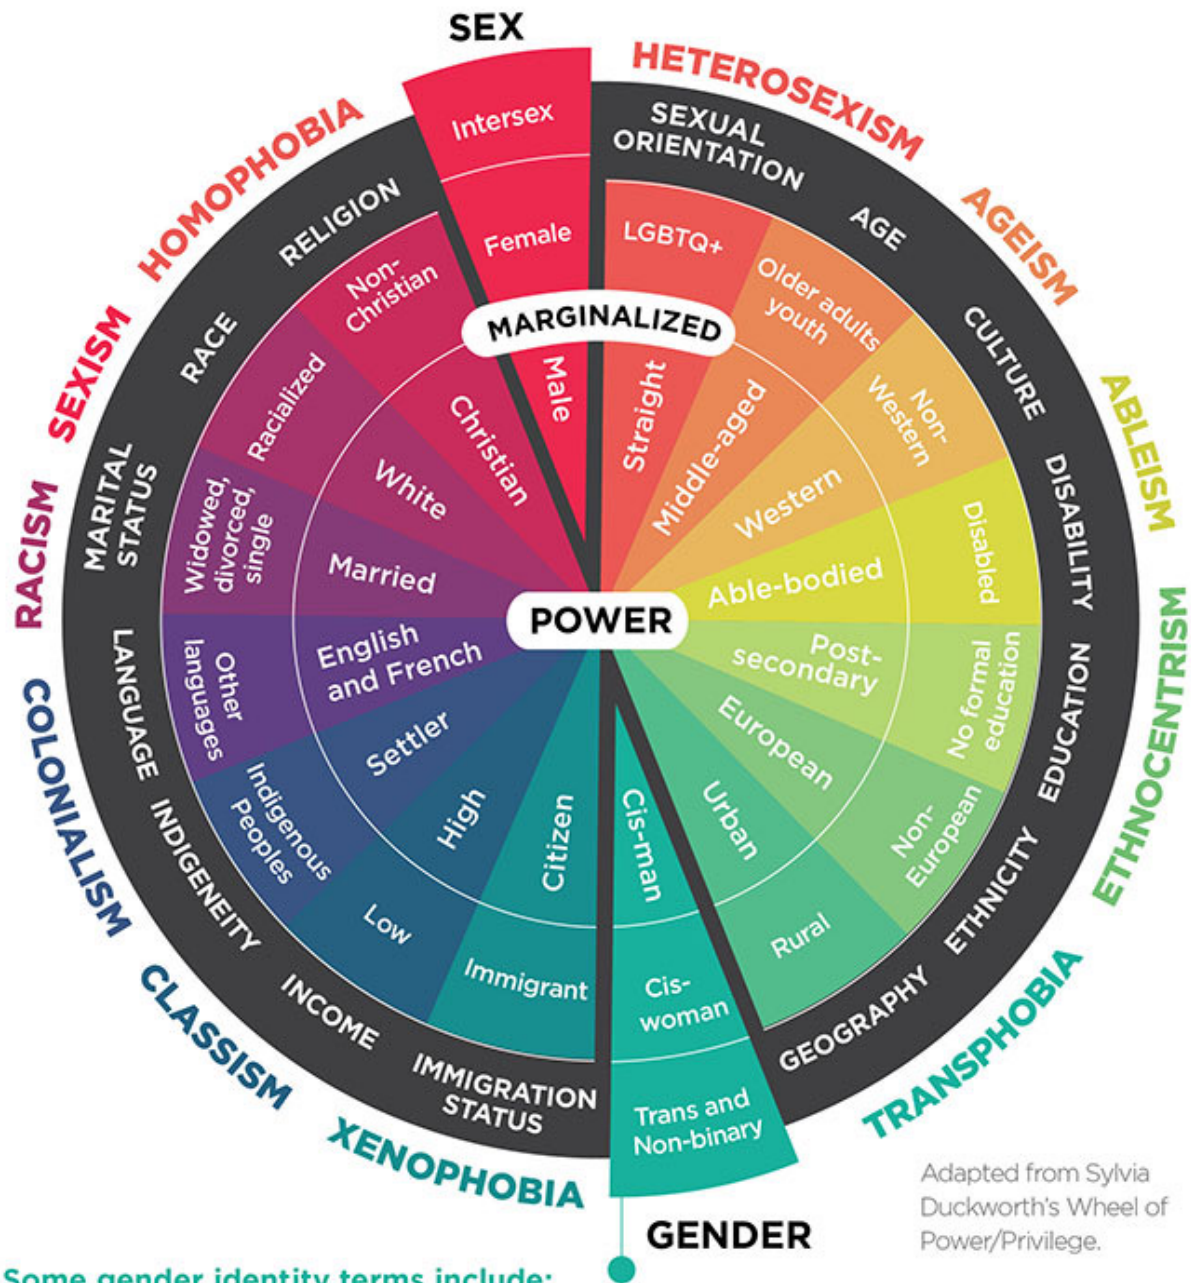 SEX
HETEROSEXISM
AGEISM
ABLEISM
ETHNOCENTRISM
TRANSPHOBIA
GENDER
XENOPHOBIA
CLASSISM
COLONIALISM
RACISM
SEXISM
HOMOPHOBIA
Intersex
Female
Male
SEXUAL
ORIENTATION
LGBTQ+
Straight
AGE
Older adults
youth
Middle-aged
CULTURE
Non-
Western
Western
DISABILITY
Disabled
Able-bodied
EDUCATION
No formal
education
Post-
secondary
ETHNICITY
Non-
European
European
GEOGRAPHY
Rural
Urban
Cis-man
Cis-
woman
Trans and
Non-binary
IMMIGRATION
STATUS
Immigrant
Citizen
INCOME
Low
High
INDIGENEITY
Indigenous
Peoples
Settler
LANGUAGE
Other
languages
English
and French
MARITAL
STATUS
Widowed,
divorced,
single
Married
RACE
Racialized
White
RELIGION
Non-
Christian
Christian
MARGINALIZED
POWER
Adapted from Sylvia
Duckworth's Wheel of
Power/Privilege.
Some gender identity terms include: